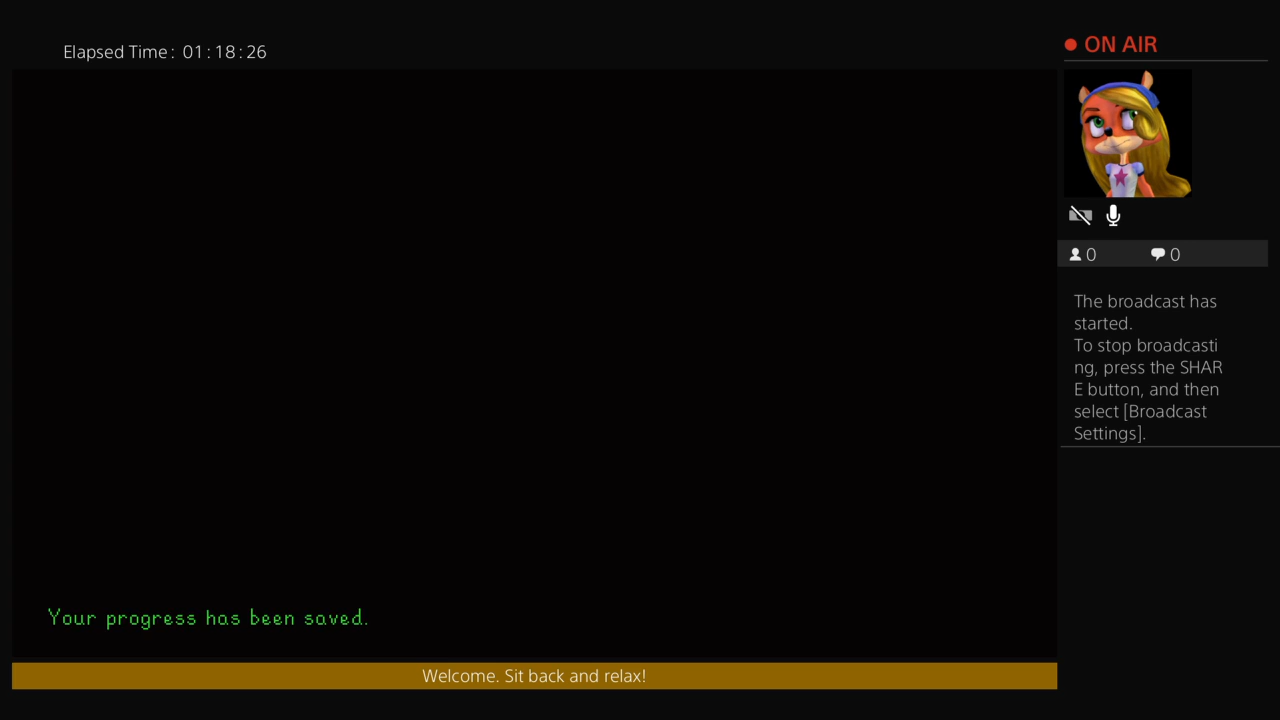 Elapsed Time: 01:18:26
ON AIR
0 0
The broadcast has
started.
To stop broadcasti
ng, press the SHAR
E button, and then
select [Broadcast
Settings].
Your progress has been saved.
Welcome. Sit back and relax!